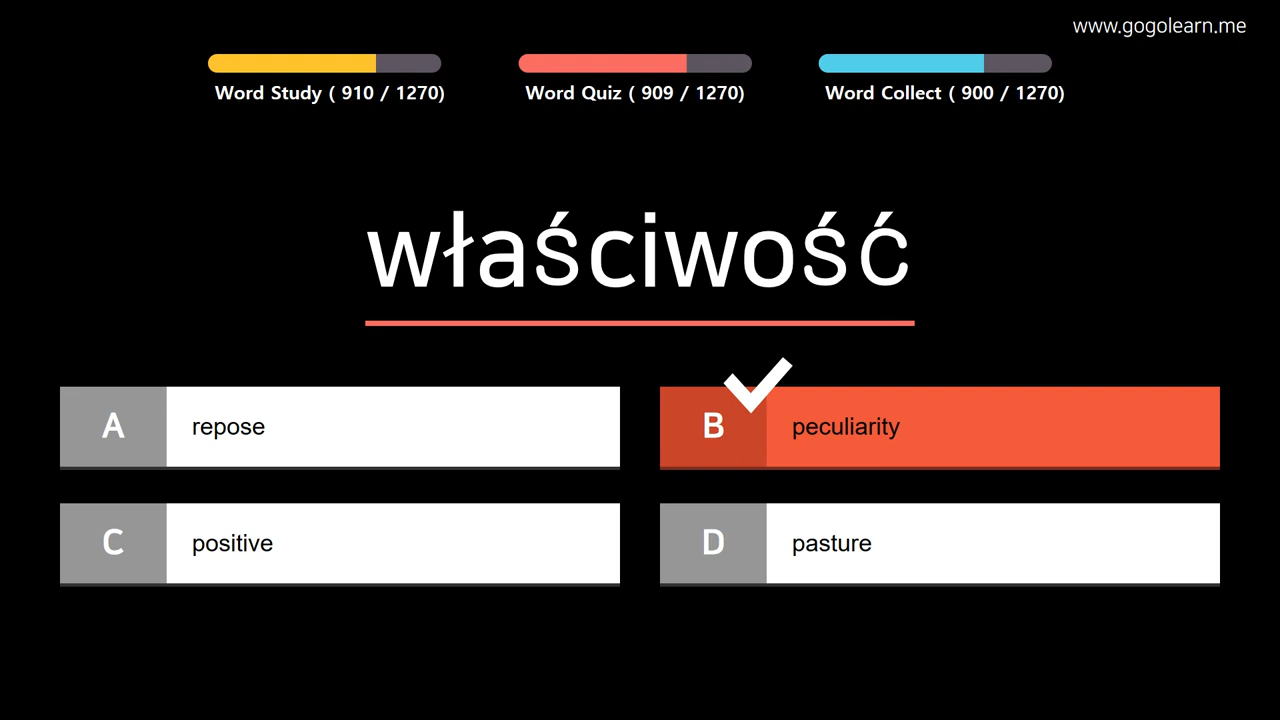 www.gogolearn.me
Word Study ( 910 / 1270)
Word Quiz ( 909 / 1270)
Word Collect ( 900 / 1270)
właściwość
A repose
B peculiarity
C positive
D pasture